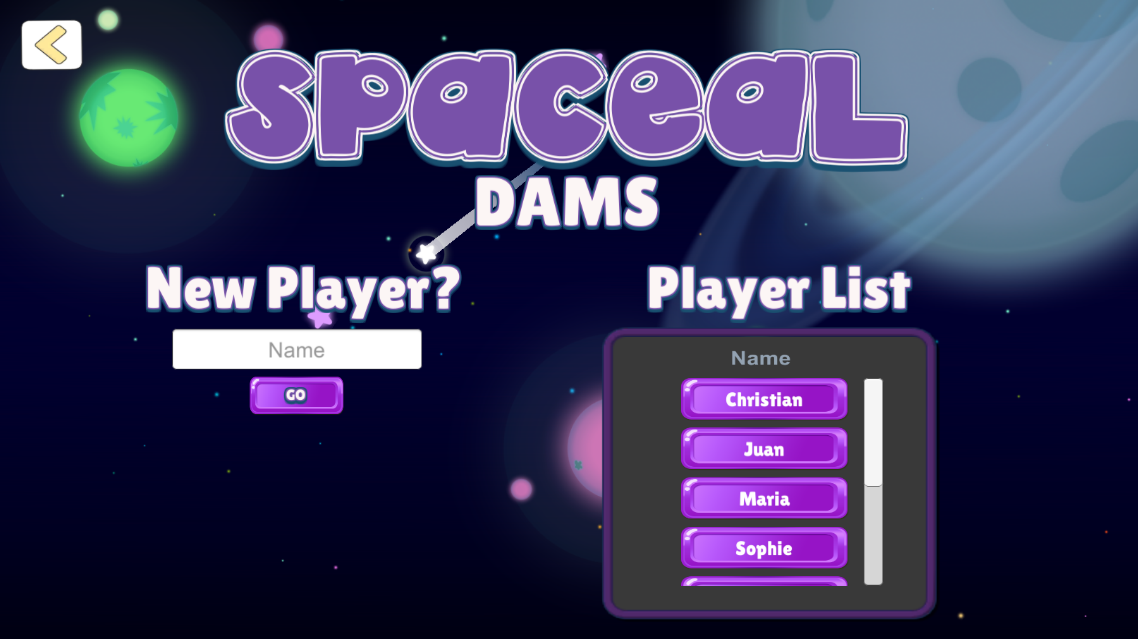 SPACEAL
DAMS
New Player?
Name
GO
Player List
Name
Christian
Juan
Maria
Sophie